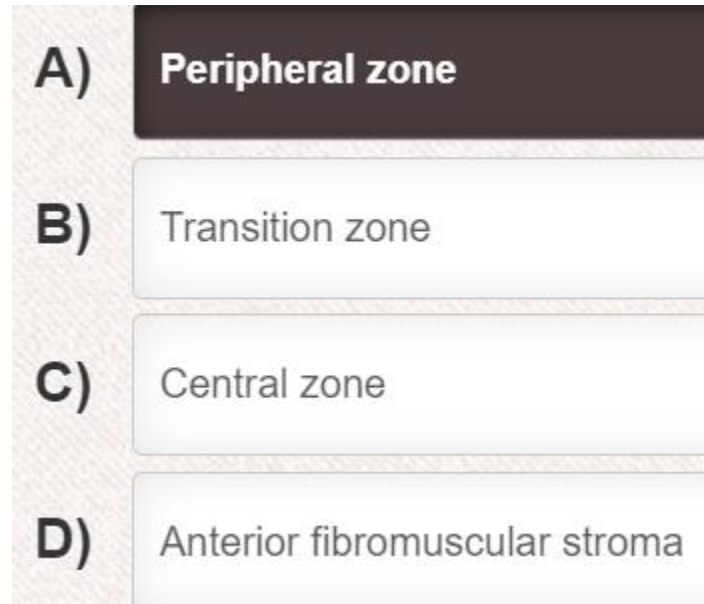 A) Peripheral zone
B) Transition zone
C) Central zone
D) Anterior fibromuscular stroma